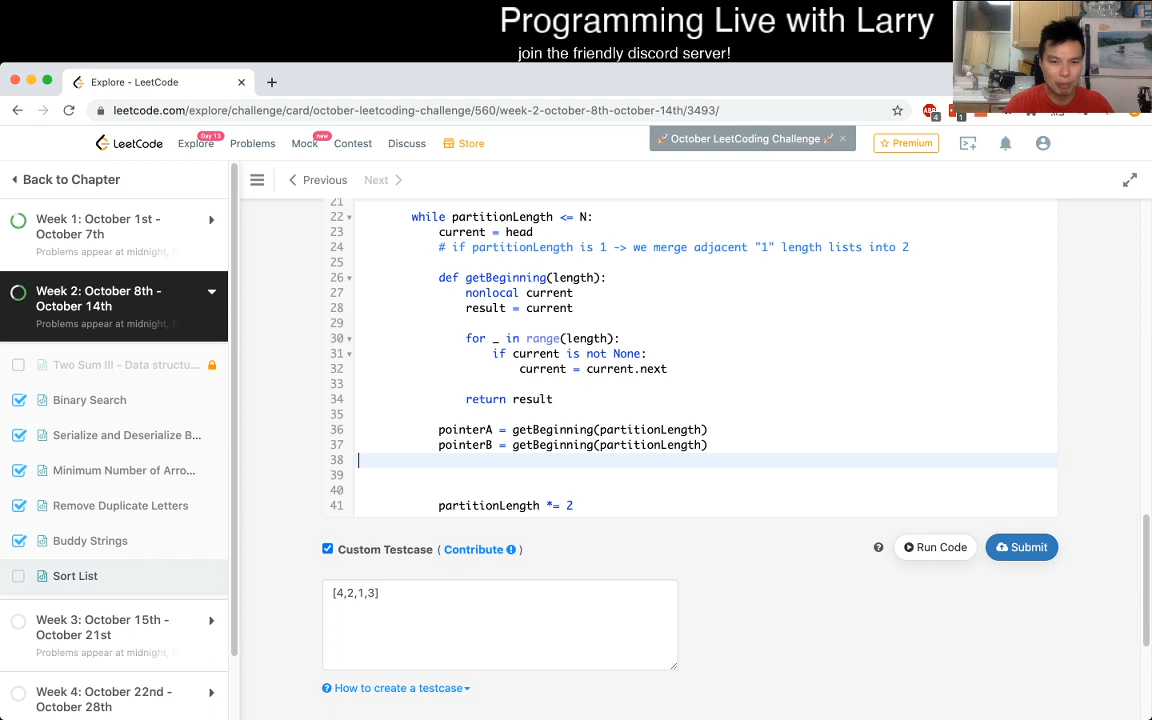 Programming Live with Larry
join the friendly discord server!
Explore - LeetCode
leetcode.com/explore/challenge/card/october-leetcoding-challenge/560/week-2-october-8th-october-14th/3493/
4
1
LeetCode
Explore
Day 13
Problems
Mock
new
Contest
Discuss
Store
October LeetCoding Challenge
Premium
Back to Chapter
Previous
Next
Week 1: October 1st -
October 7th
Problems appear at midnight,
Week 2: October 8th -
October 14th
Problems appear at midnight,
Two Sum III - Data structu...
Binary Search
Serialize and Deserialize B...
Minimum Number of Arro...
Remove Duplicate Letters
Buddy Strings
Sort List
Week 3: October 15th -
October 21st
Problems appear at midnight,
Week 4: October 22nd -
October 28th
21
22 while partitionLength <= N:
23 current = head
24 # if partitionLength is 1 -> we merge adjacent "1" length lists into 2
25
26 def getBeginning(length):
27 nonlocal current
28 result = current
29
30 for _ in range(length):
31 if current is not None:
32 current = current.next
33
34 return result
35
36 pointerA = getBeginning(partitionLength)
37 pointerB = getBeginning(partitionLength)
38
39
40
41 partitionLength *= 2
Custom Testcase ( Contribute )
Run Code
Submit
[4,2,1,3]
How to create a testcase